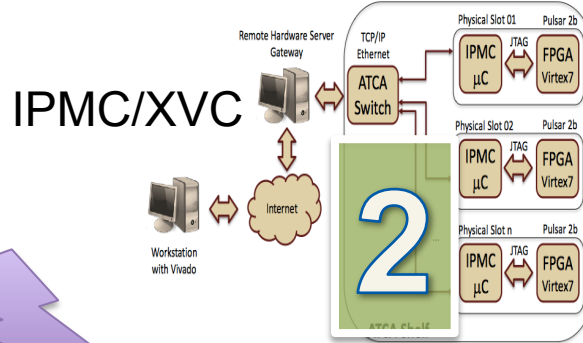 IPMC/XVC
Remote Hardware Server
Gateway
TCP/IP
Ethernet
ATCA
Switch
Internet
Workstation
with Vivado
Physical Slot 01
Pulsar 2b
IPMC
μC
JTAG
FPGA
Virtex7
Physical Slot 02
Pulsar 2b
IPMC
μC
JTAG
FPGA
Virtex7
...
Physical Slot n
Pulsar 2b
IPMC
μC
JTAG
FPGA
Virtex7
2
ATCA Shelf